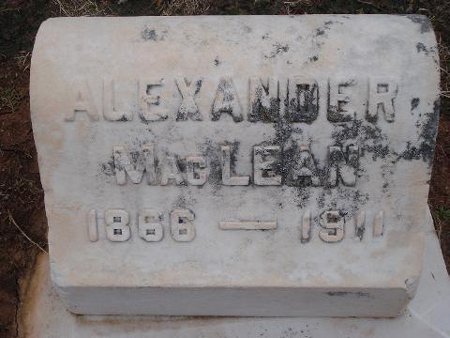 ALEXANDER
MacLEAN
1866 — 1911